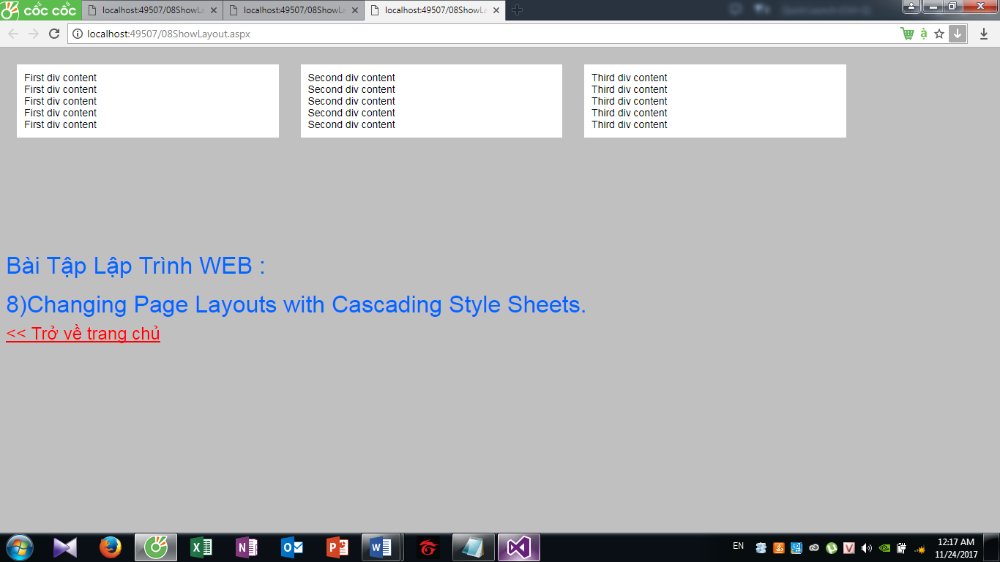 cốc cốc
localhost:49507/08ShowLa
localhost:49507/08ShowLa
localhost:49507/08ShowLa
localhost:49507/08ShowLayout.aspx
First div content
First div content
First div content
First div content
First div content
Second div content
Second div content
Second div content
Second div content
Second div content
Third div content
Third div content
Third div content
Third div content
Third div content
Bài Tập Lập Trình WEB :
8)Changing Page Layouts with Cascading Style Sheets.
<< Trở về trang chủ
EN
12:17 AM
11/24/2017